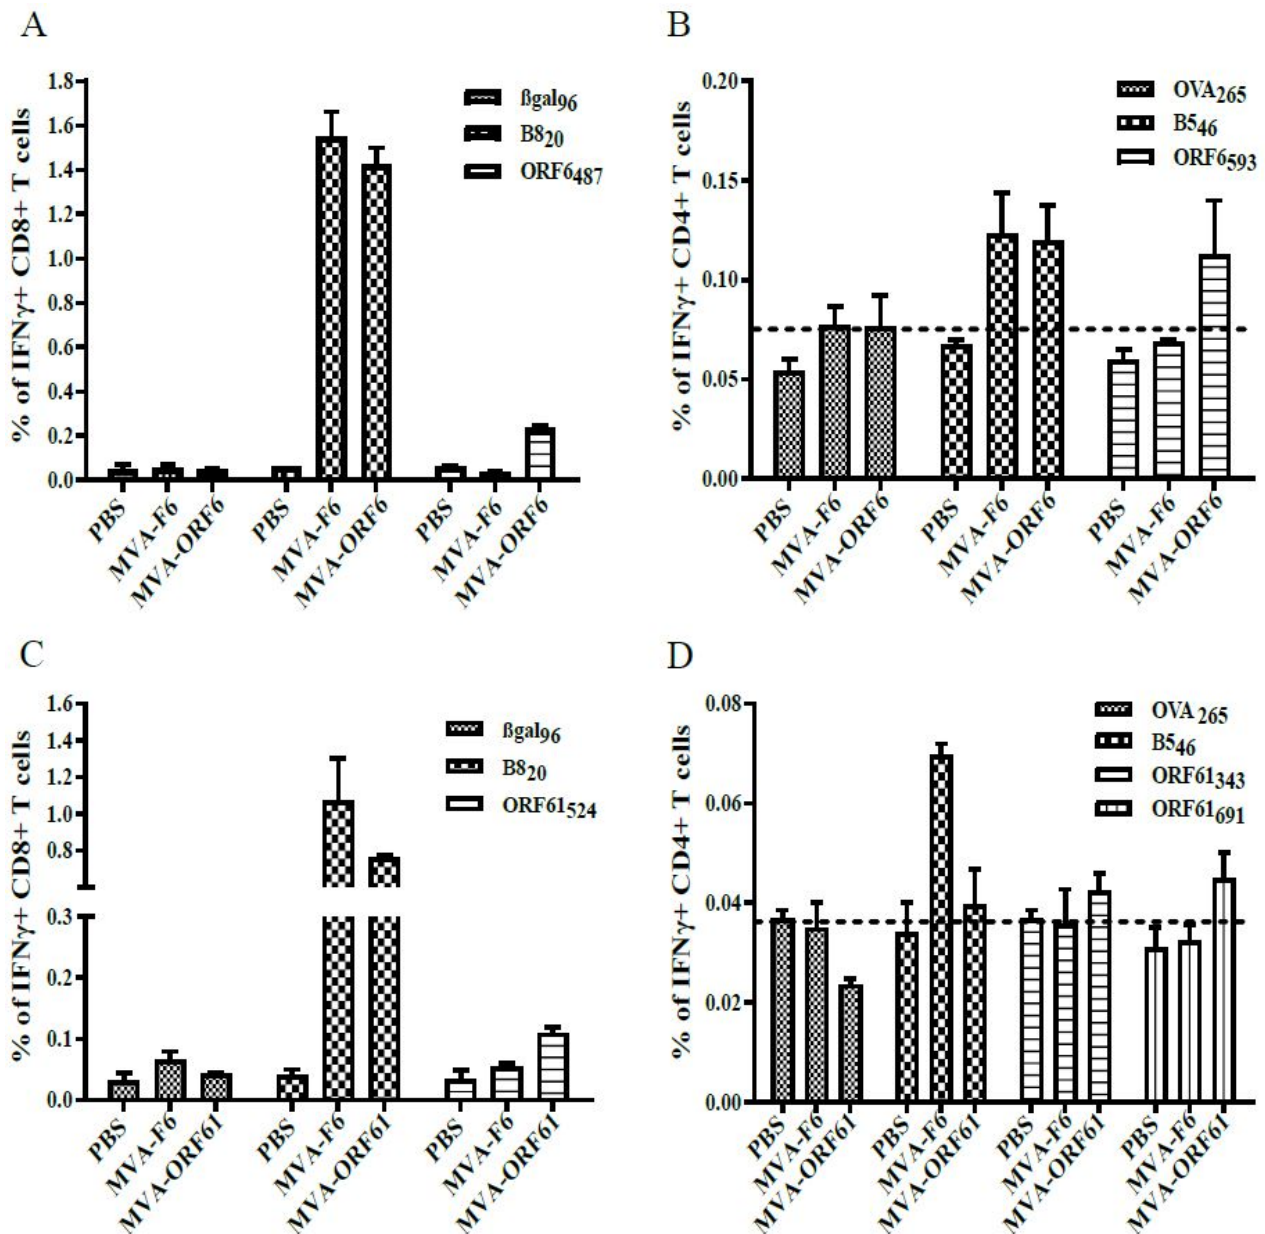 A
% of IFNγ+ CD8+ T cells
1.8
1.6
1.4
1.2
1.0
0.8
0.6
0.4
0.2
0.0
ßgal96
B820
ORF6487
PBS
MVA-F6
MVA-ORF6
PBS
MVA-F6
MVA-ORF6
PBS
MVA-F6
MVA-ORF6
B
% of IFNγ+ CD4+ T cells
0.20
0.15
0.10
0.05
0.00
OVA265
B546
ORF6593
PBS
MVA-F6
MVA-ORF6
PBS
MVA-F6
MVA-ORF6
PBS
MVA-F6
MVA-ORF6
C
% of IFNγ+ CD8+ T cells
1.6
1.4
1.2
1.0
0.8
0.3
0.2
0.1
0.0
ßgal96
B820
ORF61524
PBS
MVA-F6
MVA-ORF61
PBS
MVA-F6
MVA-ORF61
PBS
MVA-F6
MVA-ORF61
D
% of IFNγ+ CD4+ T cells
0.08
0.06
0.04
0.02
0.00
OVA265
B546
ORF61343
ORF61691
PBS
MVA-F6
MVA-ORF61
PBS
MVA-F6
MVA-ORF61
PBS
MVA-F6
MVA-ORF61
PBS
MVA-F6
MVA-ORF61